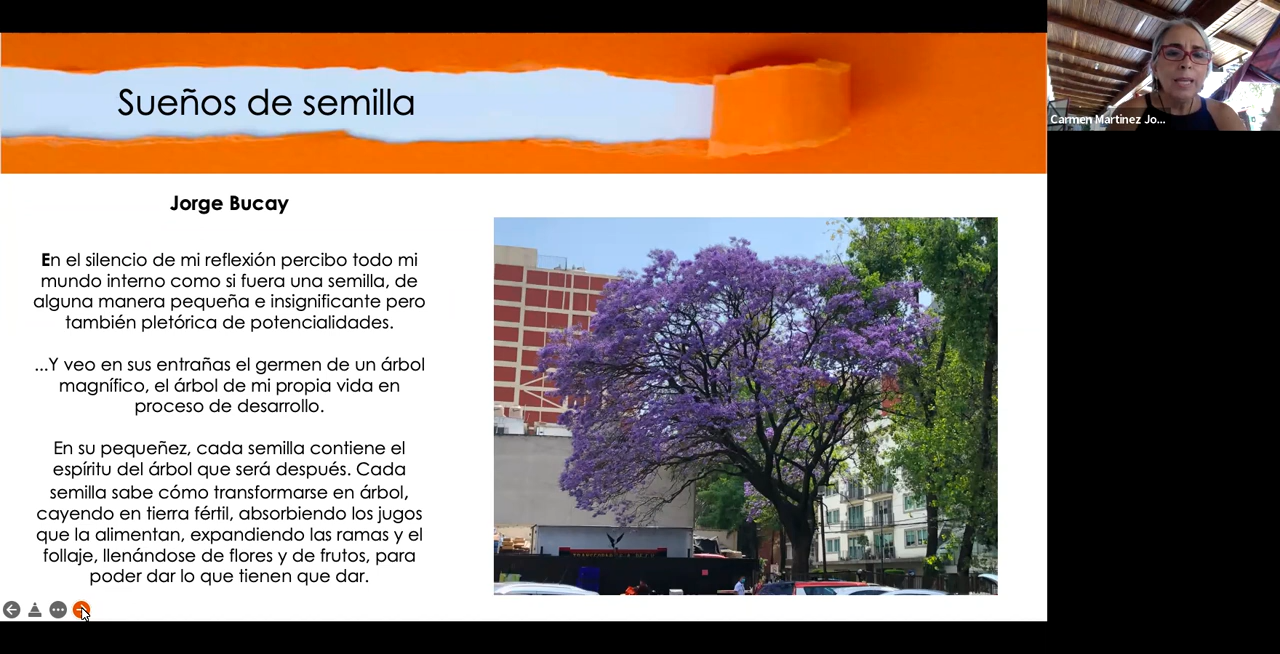 Sueños de semilla
Carmen Martinez Jo...
Jorge Bucay
En el silencio de mi reflexión percibo todo mi
mundo interno como si fuera una semilla, de
alguna manera pequeña e insignificante pero
también pletórica de potencialidades.
...Y veo en sus entrañas el germen de un árbol
magnífico, el árbol de mi propia vida en
proceso de desarrollo.
En su pequeñez, cada semilla contiene el
espíritu del árbol que será después. Cada
semilla sabe cómo transformarse en árbol,
cayendo en tierra fértil, absorbiendo los jugos
que la alimentan, expandiendo las ramas y el
follaje, llenándose de flores y de frutos, para
poder dar lo que tienen que dar.